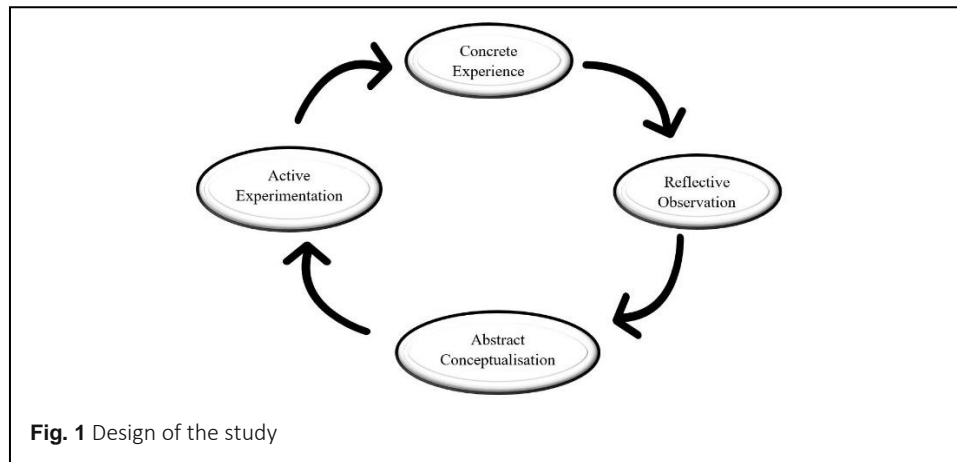 Concrete
Experience
Reflective
Observation
Abstract
Conceptualisation
Active
Experimentation
Fig. 1 Design of the study